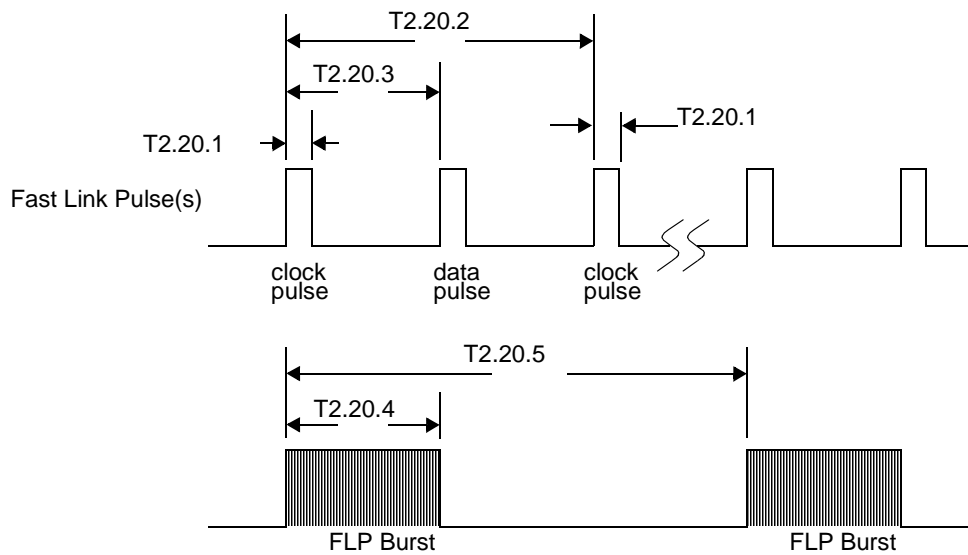 T2.20.2
T2.20.3
T2.20.1
T2.20.1
Fast Link Pulse(s)
clock
pulse
data
pulse
clock
pulse
T2.20.5
T2.20.4
FLP Burst
FLP Burst